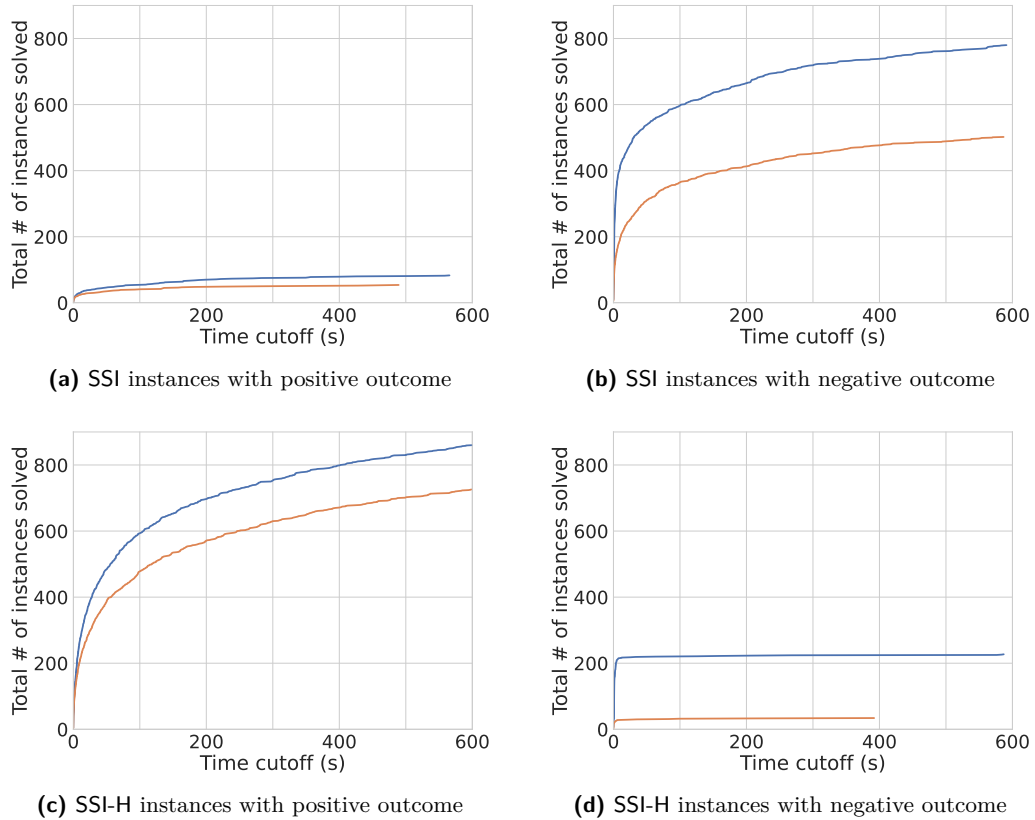 800
600
400
200
0
Total # of instances solved
0 200 400 600
Time cutoff (s)
(a) SSI instances with positive outcome
800
600
400
200
0
Total # of instances solved
0 200 400 600
Time cutoff (s)
(b) SSI instances with negative outcome
800
600
400
200
0
Total # of instances solved
0 200 400 600
Time cutoff (s)
(c) SSI-H instances with positive outcome
800
600
400
200
0
Total # of instances solved
0 200 400 600
Time cutoff (s)
(d) SSI-H instances with negative outcome